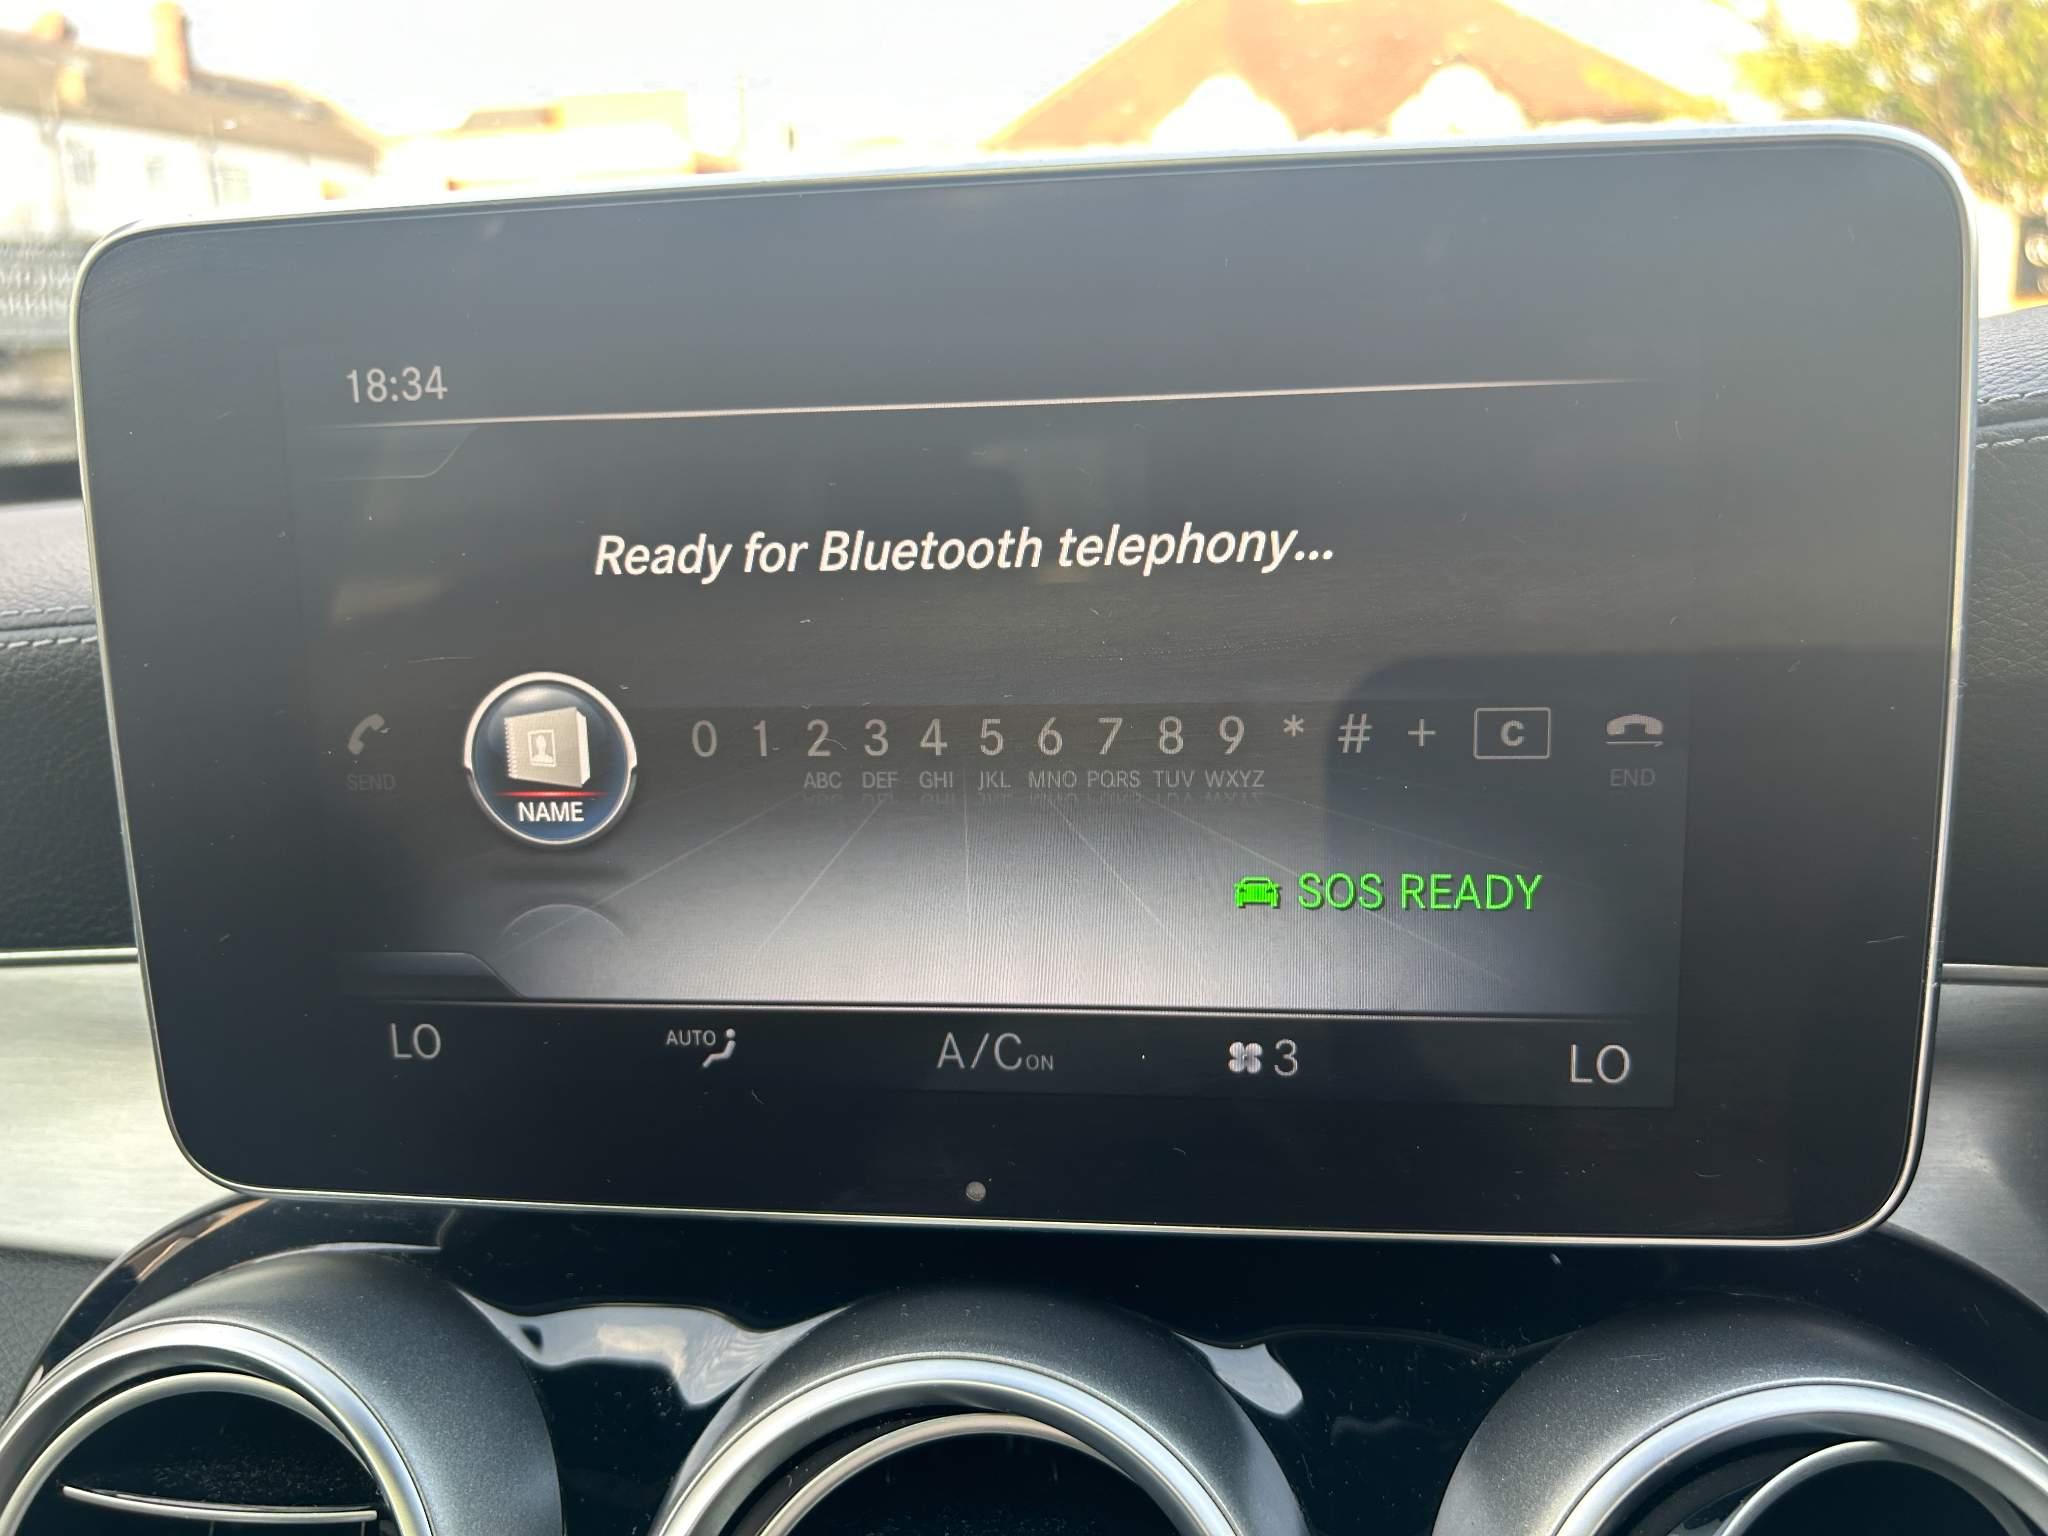 18:34
Ready for Bluetooth telephony...
SEND
NAME
0 1 2 3 4 5 6 7 8 9 * # + C
ABC DEF GHI JKL MNO PQRS TUV WXYZ
END
SOS READY
LO AUTO A/C ON 3 LO